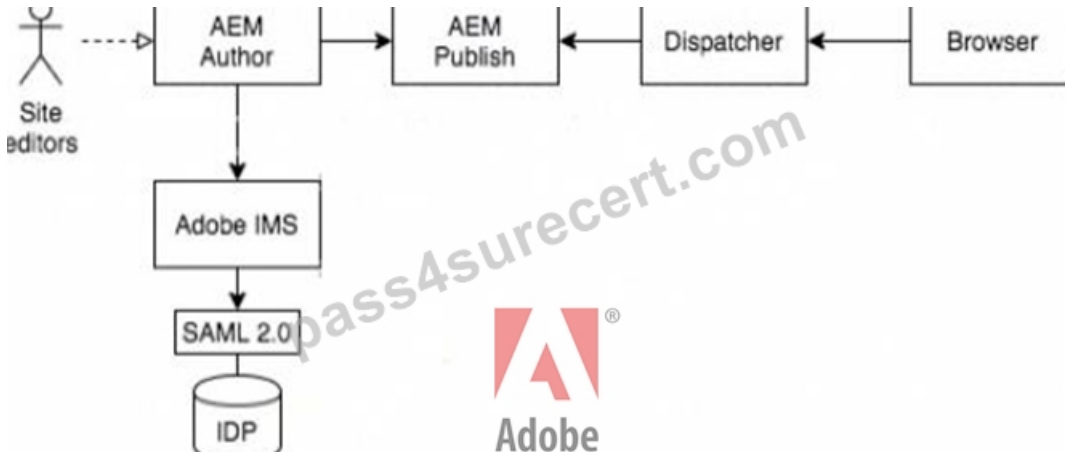 AEM
Author
AEM
Publish
Dispatcher
Browser
Site
editors
Adobe IMS
pass4surecert.com
SAML 2.0
®
IDP
Adobe